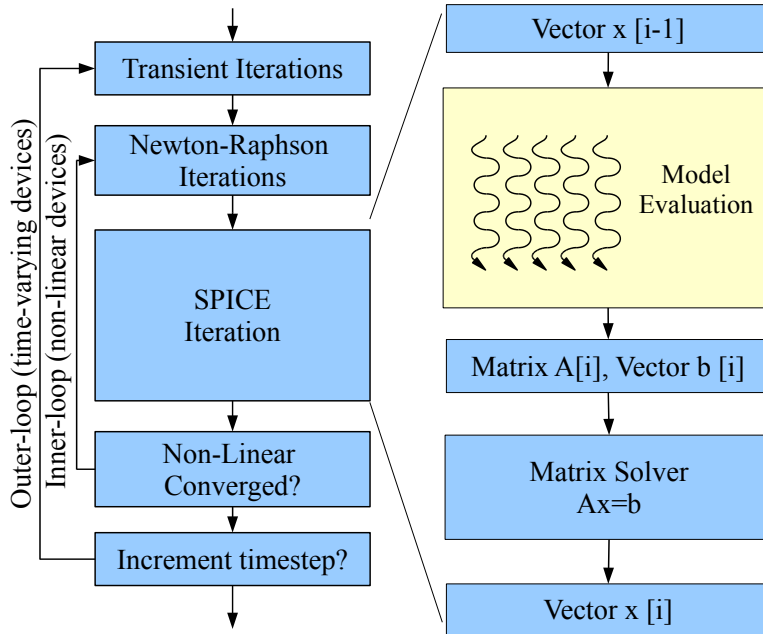 Transient Iterations
Newton-Raphson
Iterations
SPICE
Iteration
Non-Linear
Converged?
Increment timestep?
Outer-loop (time-varying devices)
Inner-loop (non-linear devices)
Vector x [i-1]
Model
Evaluation
Matrix A[i], Vector b [i]
Matrix Solver
Ax=b
Vector x [i]